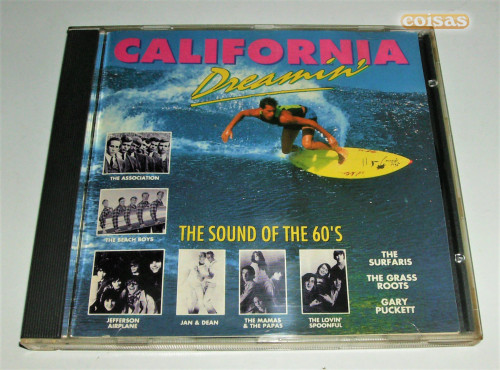 coisas
CALIFORNIA
Dreamin'
THE ASSOCIATION
THE BEACH BOYS
THE SOUND OF THE 60'S
JEFFERSON
AIRPLANE
JAN & DEAN
THE MAMAS
& THE PAPAS
THE LOVIN'
SPOONFUL
THE
SURFARIS
THE GRASS
ROOTS
GARY
PUCKETT